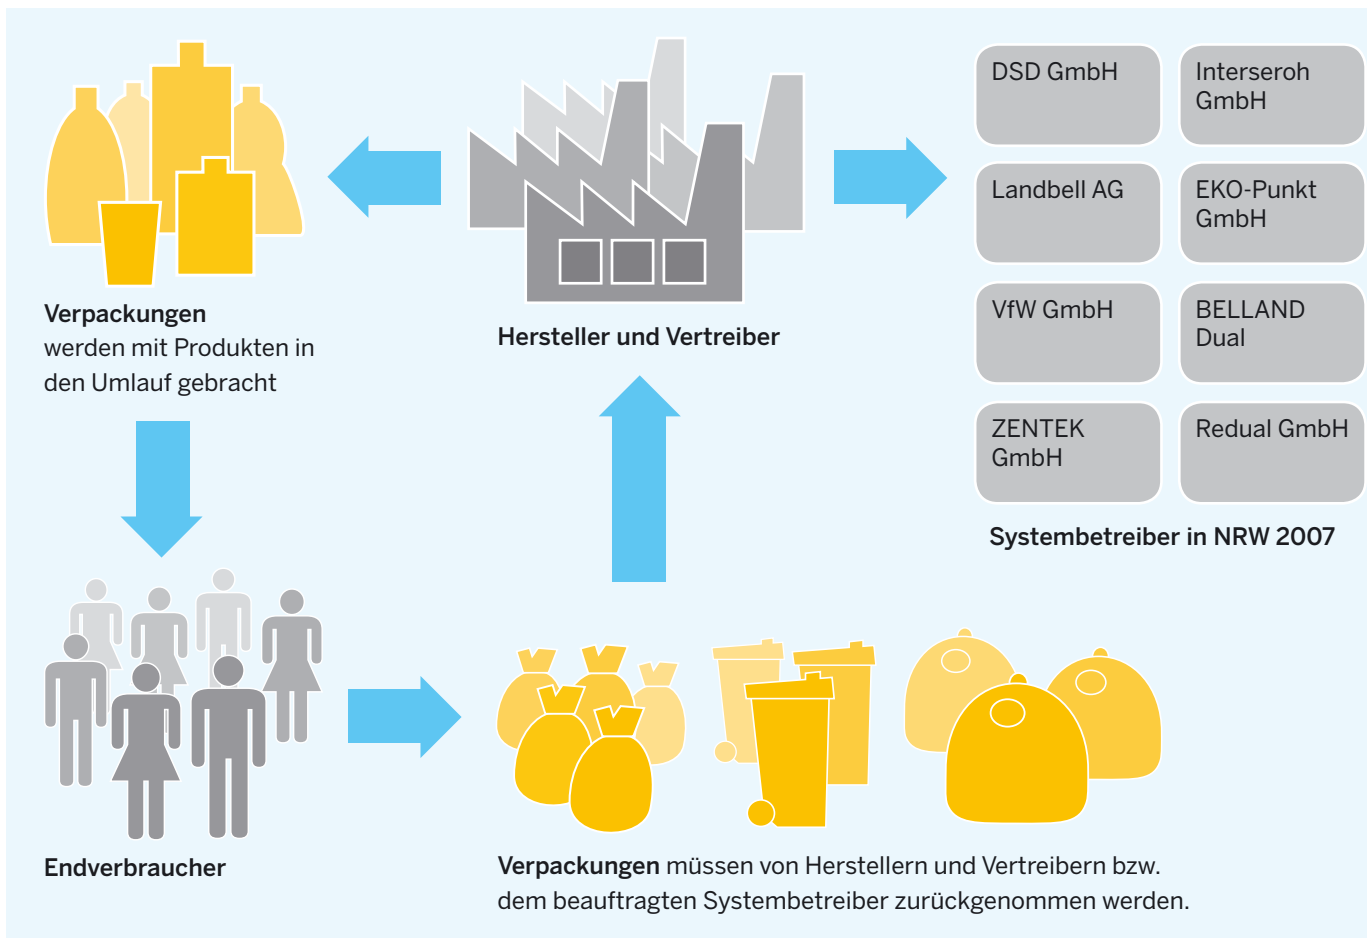 Verpackungen
werden mit Produkten in
den Umlauf gebracht
Hersteller und Vertreiber
DSD GmbH
Interseroh
GmbH
Landbell AG
EKO-Punkt
GmbH
VfW GmbH
BELLAND
Dual
ZENTEK
GmbH
Redual GmbH
Systembetreiber in NRW 2007
Endverbraucher
Verpackungen müssen von Herstellern und Vertreibern bzw.
dem beauftragten Systembetreiber zurückgenommen werden.